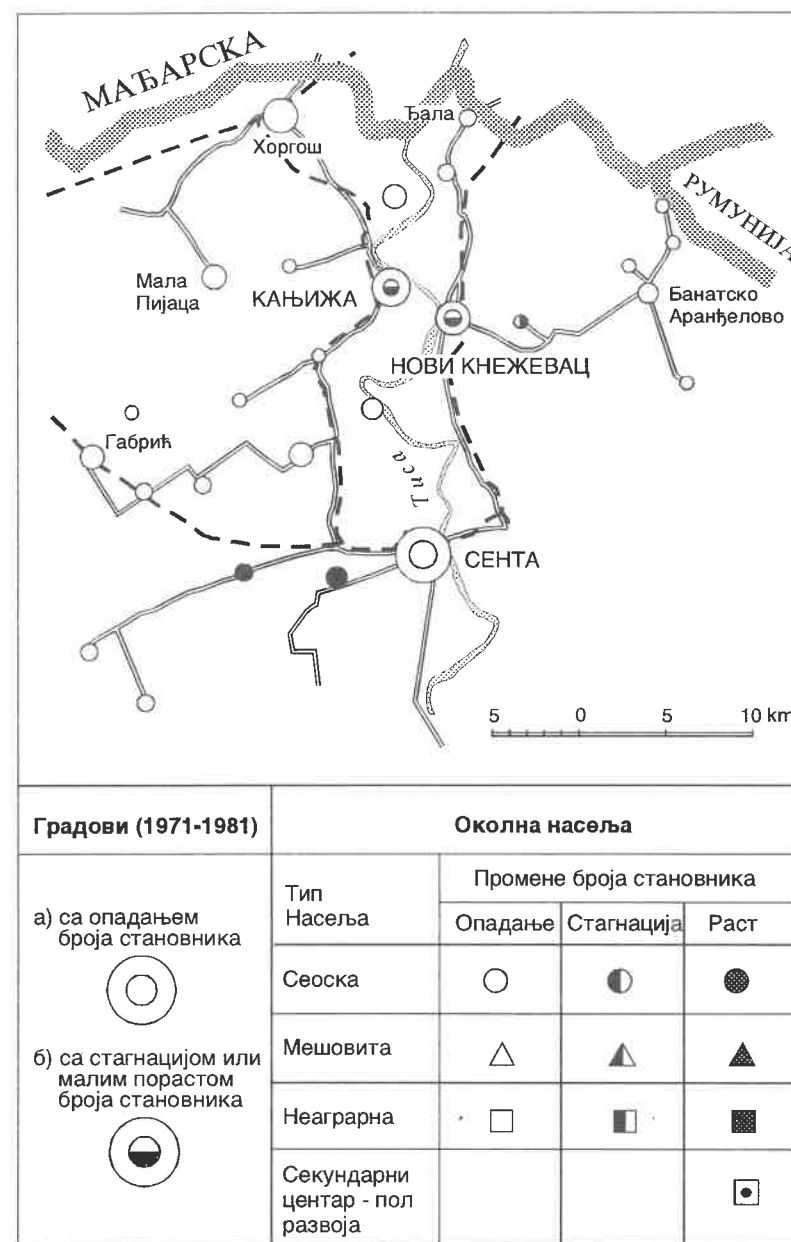 МАЂАРСКА
Ђала
Хоргош
РУМУНИЈА
Мала
Пијаца
КАЊИЖА
Банатско
Аранђелово
НОВИ КНЕЖЕВАЦ
Габрић
Тиса
СЕНТА
5 0 5 10 km
Градови (1971-1981)
Околна насеља
Тип
Насеља
Промене броја становника
Опадање Стагнација Раст
а) са опадањем
броја становника
Сеоска
б) са стагнацијом или
малим порастом
броја становника
Мешовита
Неаграрна
Секундарни
центар - пол
развоја